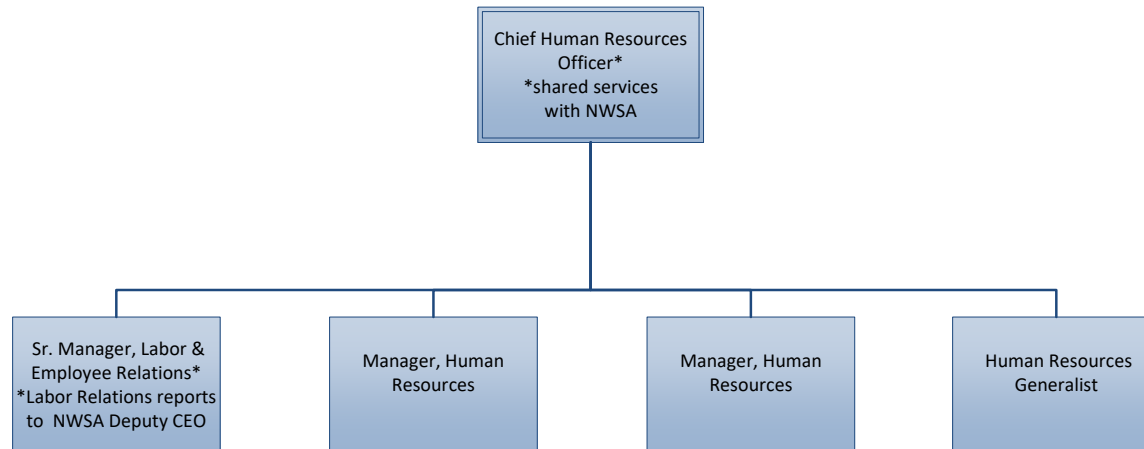 Chief Human Resources
Officer*
*shared services
with NWSA
Sr. Manager, Labor &
Employee Relations*
*Labor Relations reports
to NWSA Deputy CEO
Manager, Human
Resources
Manager, Human
Resources
Human Resources
Generalist